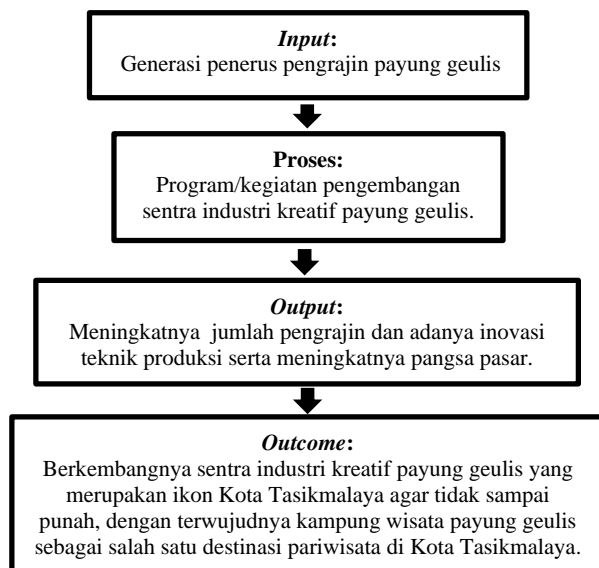 Input:
Generasi penerus pengrajin payung geulis
Proses:
Program/kegiatan pengembangan
sentra industri kreatif payung geulis.
Output:
Meningkatnya jumlah pengrajin dan adanya inovasi
teknik produksi serta meningkatnya pangsa pasar.
Outcome:
Berkembangnya sentra industri kreatif payung geulis yang
merupakan ikon Kota Tasikmalaya agar tidak sampai
punah, dengan terwujudnya kampung wisata payung geulis
sebagai salah satu destinasi pariwisata di Kota Tasikmalaya.